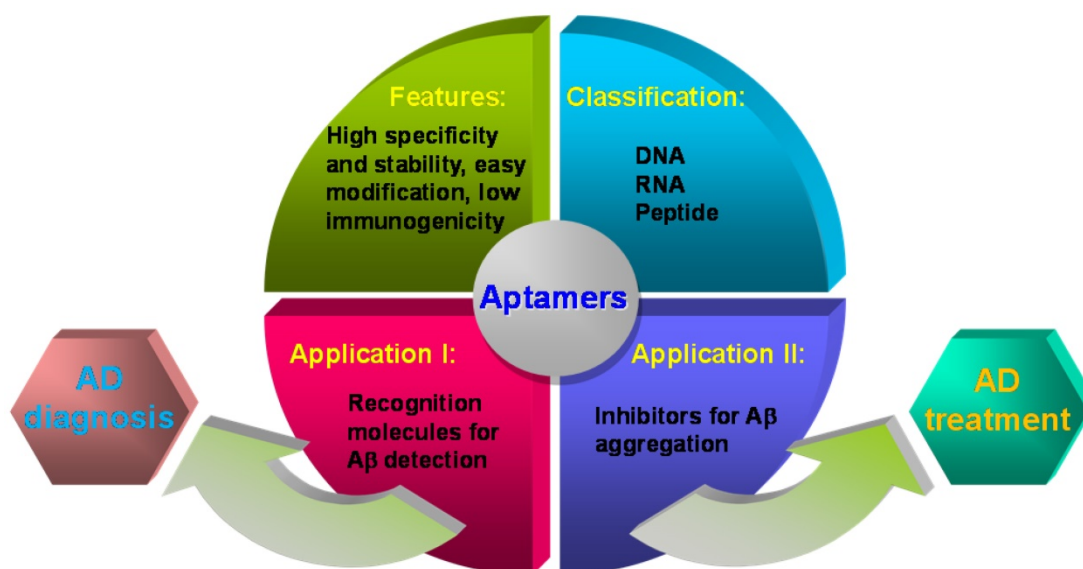 Features:
High specificity
and stability, easy
modification, low
immunogenicity
Classification:
DNA
RNA
Peptide
Aptamers
Application I:
Recognition
molecules for
Aβ detection
Application II:
Inhibitors for Aβ
aggregation
AD
diagnosis
AD
treatment